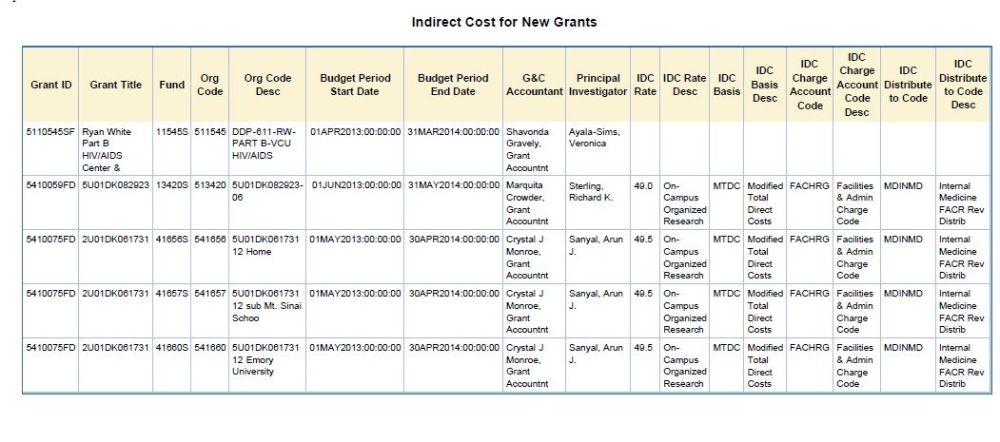 Indirect Cost for New Grants
Grant ID Grant Title Fund Org Code Org Code Desc Budget Period Start Date Budget Period End Date G&C Accountant Principal Investigator IDC Rate IDC Rate Desc IDC Basis IDC Basis Desc IDC Charge Account Code IDC Charge Account Code Desc IDC Distribute to Code IDC Distribute to Code Desc
5110545SF Ryan White Part B HIV/AIDS Center & 11545S 511545 DDP-611-RW-PART B-VCU HIV/AIDS 01APR2013:00:00:00 31MAR2014:00:00:00 Shavonda Gravely, Grant Accountnt Ayala-Sims, Veronica
5410059FD 5U01DK082923 13420S 513420 5U01DK082923-06 01JUN2013:00:00:00 31MAY2014:00:00:00 Marquita Crowder, Grant Accountnt Sterling, Richard K. 49.0 On-Campus Organized Research MTDC Modified Total Direct Costs FACHRG Facilities & Admin Charge Code MDINMD Internal Medicine FACR Rev Distrib
5410075FD 2U01DK061731 41656S 541656 5U01DK061731 12 Home 01MAY2013:00:00:00 30APR2014:00:00:00 Crystal J Monroe, Grant Accountnt Sanyal, Arun J. 49.5 On-Campus Organized Research MTDC Modified Total Direct Costs FACHRG Facilities & Admin Charge Code MDINMD Internal Medicine FACR Rev Distrib
5410075FD 2U01DK061731 41657S 541657 5U01DK061731 12 sub Mt. Sinai Schoo 01MAY2013:00:00:00 30APR2014:00:00:00 Crystal J Monroe, Grant Accountnt Sanyal, Arun J. 49.5 On-Campus Organized Research MTDC Modified Total Direct Costs FACHRG Facilities & Admin Charge Code MDINMD Internal Medicine FACR Rev Distrib
5410075FD 2U01DK061731 41660S 541660 5U01DK061731 12 Emory University 01MAY2013:00:00:00 30APR2014:00:00:00 Crystal J Monroe, Grant Accountnt Sanyal, Arun J. 49.5 On-Campus Organized Research MTDC Modified Total Direct Costs FACHRG Facilities & Admin Charge Code MDINMD Internal Medicine FACR Rev Distrib